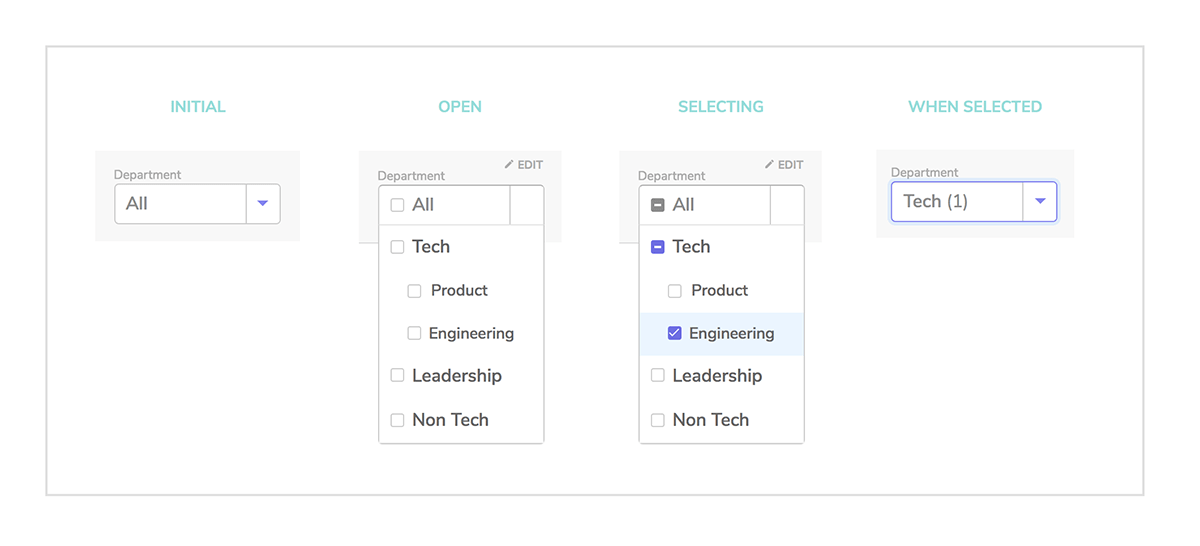 INITIAL
Department
All
OPEN
EDIT
Department
All
Tech
Product
Engineering
Leadership
Non Tech
SELECTING
EDIT
Department
All
Tech
Product
Engineering
Leadership
Non Tech
WHEN SELECTED
Department
Tech (1)